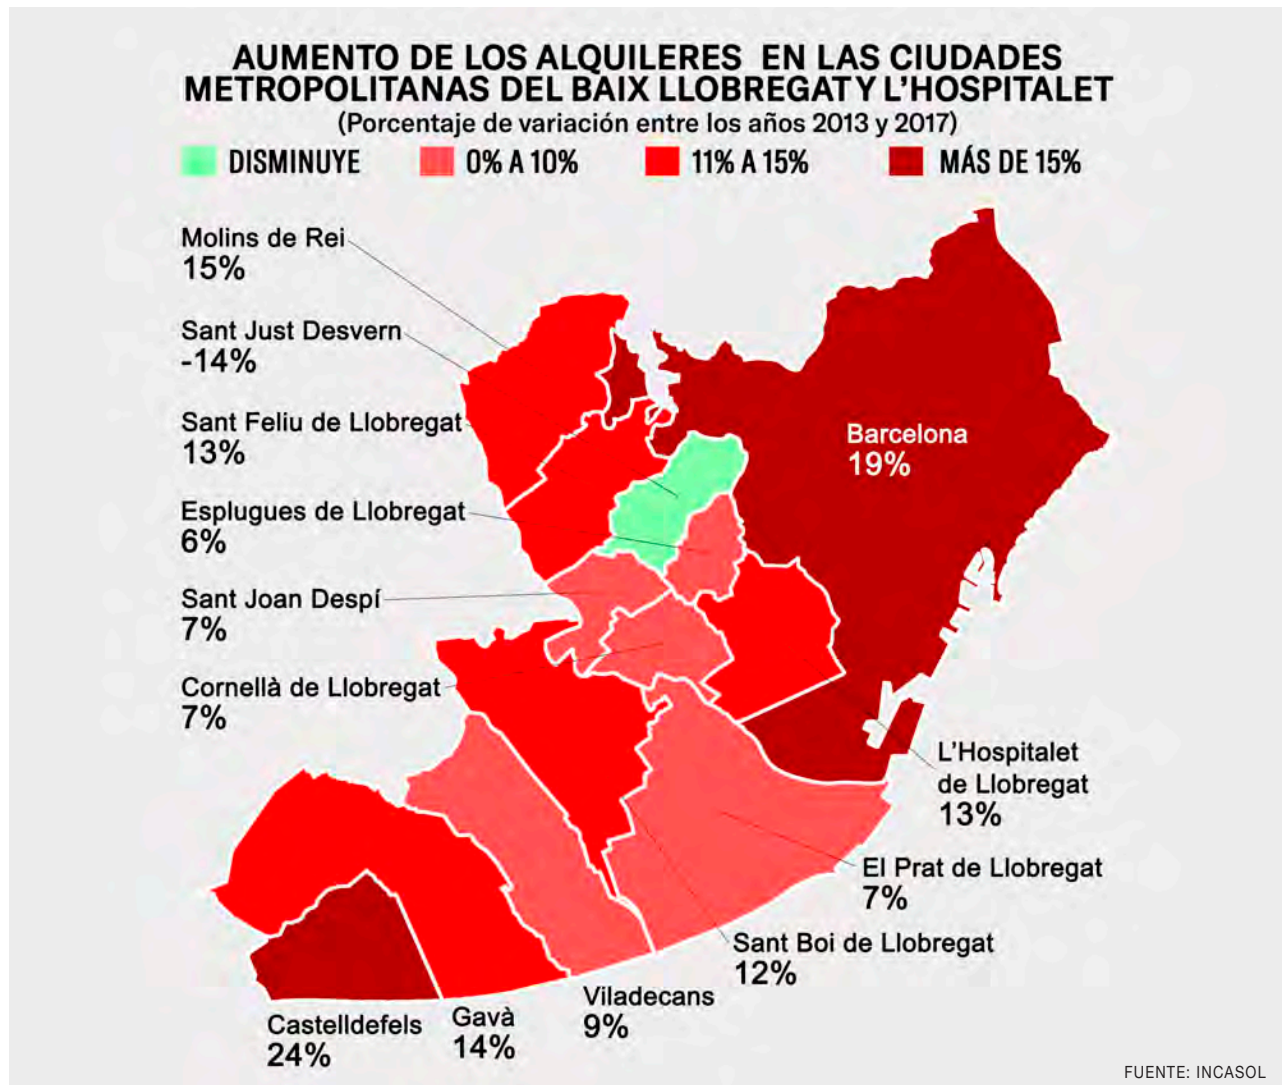 AUMENTO DE LOS ALQUILERES EN LAS CIUDADES
METROPOLITANAS DEL BAIX LLOBREGAT Y L'HOSPITALET
(Porcentaje de variación entre los años 2013 y 2017)
DISMINUYE 0% A 10% 11% A 15% MÁS DE 15%
Molins de Rei
15%
Sant Just Desvern
-14%
Sant Feliu de Llobregat
13%
Barcelona
19%
Esplugues de Llobregat
6%
Sant Joan Despí
7%
Cornellà de Llobregat
7%
L'Hospitalet
de Llobregat
13%
El Prat de Llobregat
7%
Sant Boi de Llobregat
12%
Viladecans
9%
Gavà
14%
Castelldefels
24%
FUENTE: INCASOL